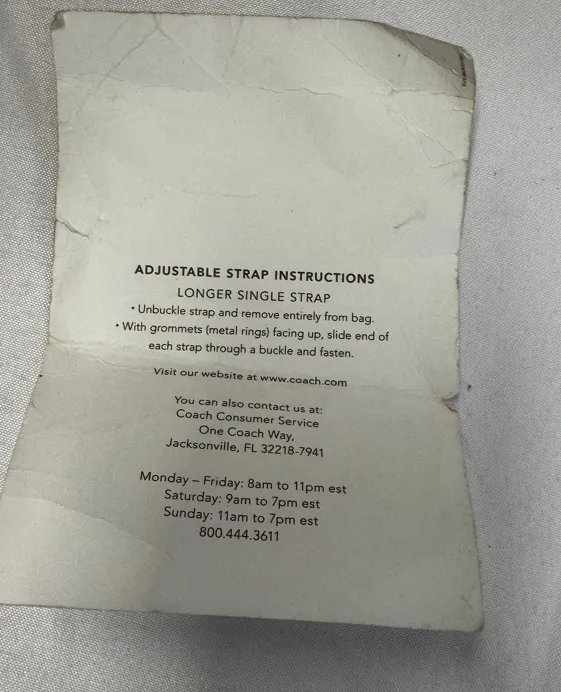 ADJUSTABLE STRAP INSTRUCTIONS
LONGER SINGLE STRAP
• Unbuckle strap and remove entirely from bag.
• With grommets (metal rings) facing up, slide end of
each strap through a buckle and fasten.
Visit our website at www.coach.com
You can also contact us at:
Coach Consumer Service
One Coach Way,
Jacksonville, FL 32218-7941
Monday – Friday: 8am to 11pm est
Saturday: 9am to 7pm est
Sunday: 11am to 7pm est
800.444.3611